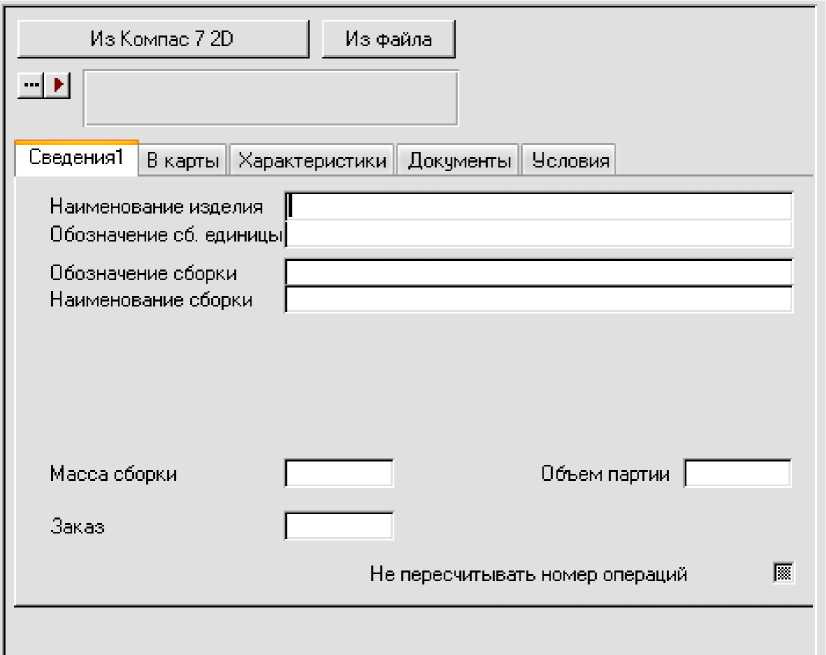 Из Компас 7 2D Из файла
...
Сведения1 В карты Характеристики Документы Условия
Наименование изделия
Обозначение сб. единицы
Обозначение сборки
Наименование сборки
Масса сборки Объем партии
Заказ
Не пересчитывать номер операций